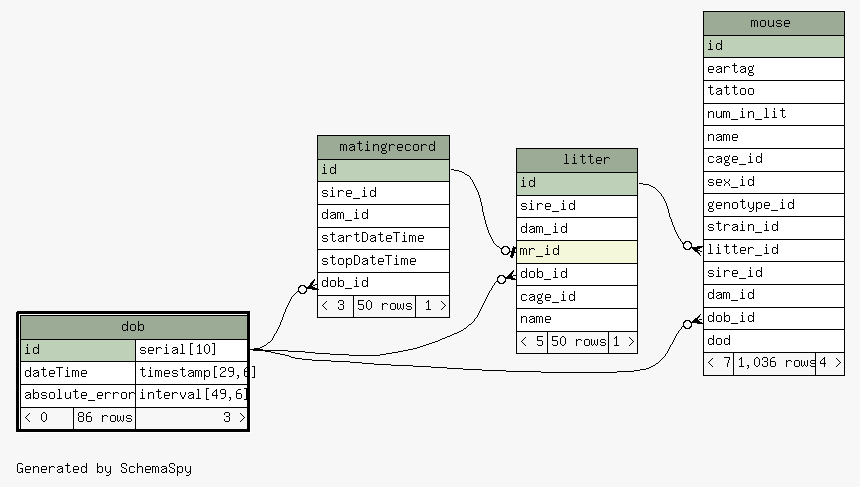 mouse
id
eartag
tattoo
num_in_lit
name
cage_id
sex_id
genotype_id
strain_id
litter_id
sire_id
dam_id
dob_id
dod
< 7 1,036 rows 4 >
matingrecord
id
sire_id
dam_id
startDateTime
stopDateTime
dob_id
< 3 50 rows 1 >
litter
id
sire_id
dam_id
mr_id
dob_id
cage_id
name
< 5 50 rows 1 >
dob
id serial[10]
dateTime timestamp[29,6]
absolute_error interval[49,6]
< 0 86 rows 3 >
Generated by SchemaSpy